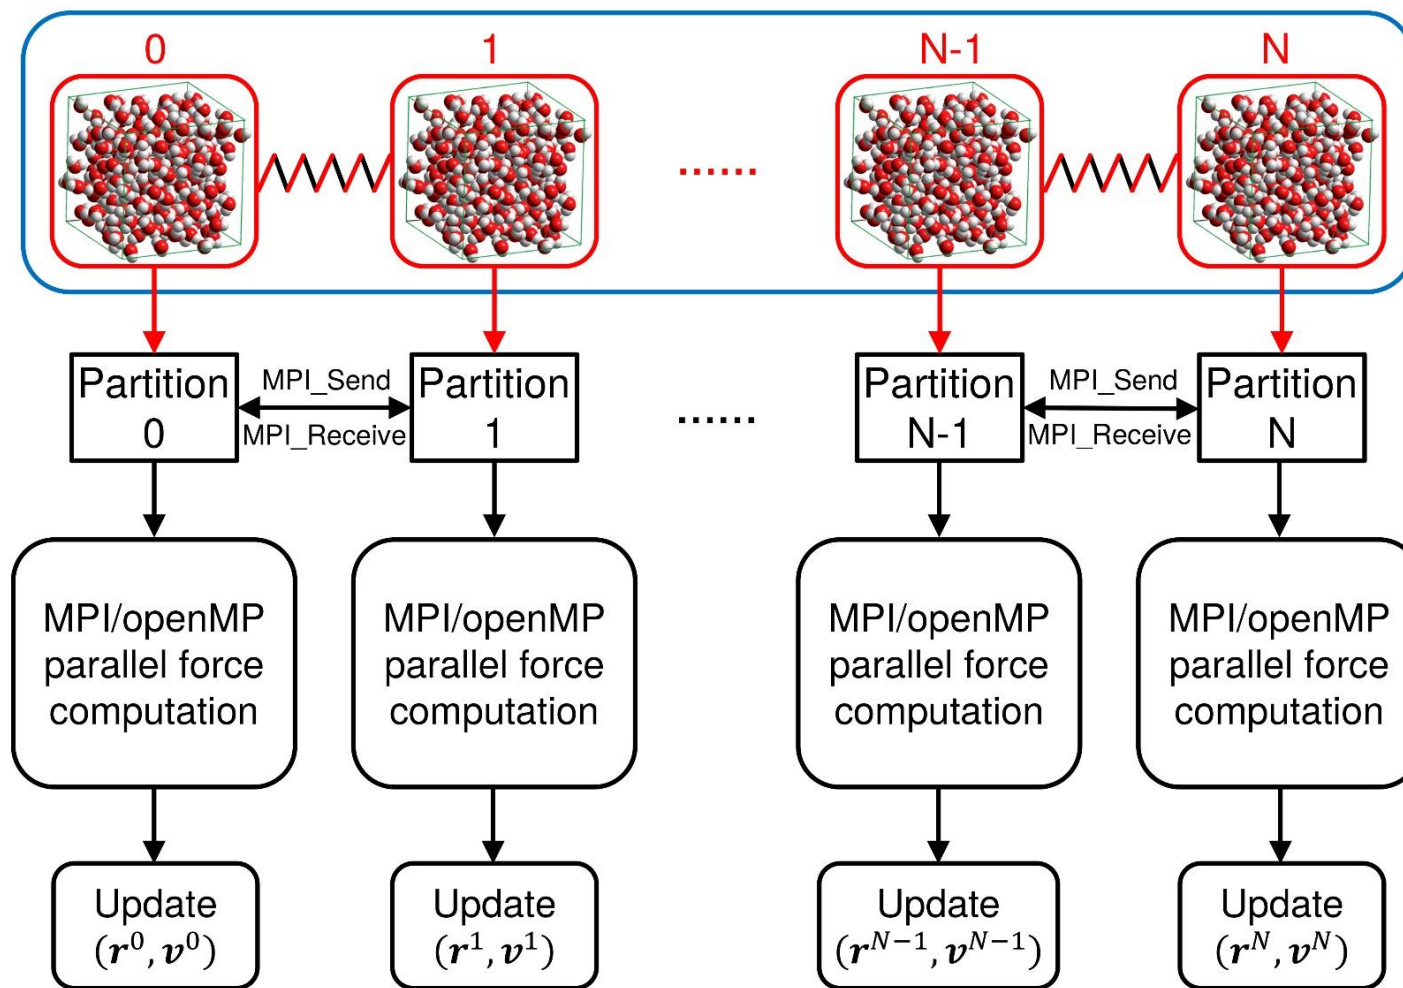 0
1
N-1
N
......
Partition
0
MPI_Send
MPI_Receive
Partition
1
......
Partition
N-1
MPI_Send
MPI_Receive
Partition
N
MPI/openMP
parallel force
computation
MPI/openMP
parallel force
computation
MPI/openMP
parallel force
computation
MPI/openMP
parallel force
computation
Update
(r⁰, v⁰)
Update
(r¹, v¹)
Update
(rᴺ⁻¹, vᴺ⁻¹)
Update
(rᴺ, vᴺ)